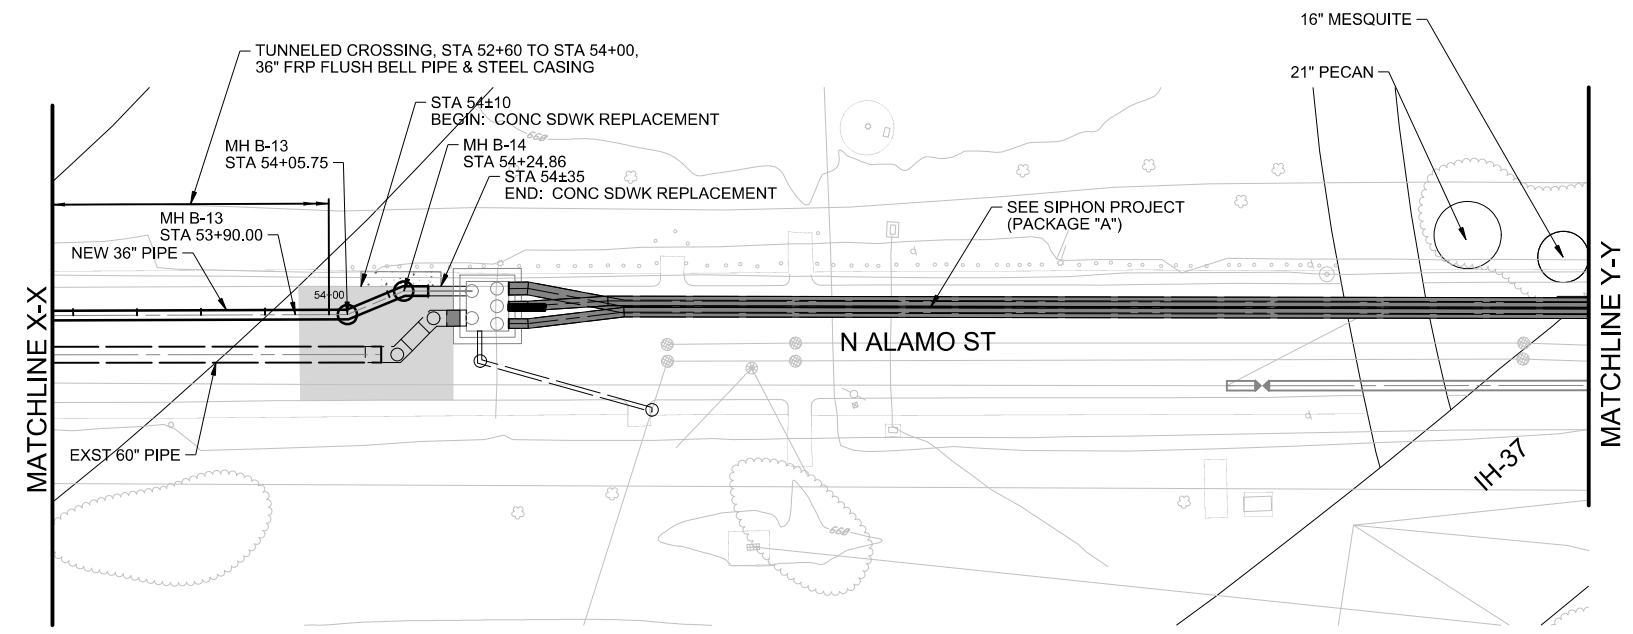 16" MESQUITE
TUNNELED CROSSING, STA 52+60 TO STA 54+00,
36" FRP FLUSH BELL PIPE & STEEL CASING
21" PECAN
STA 54±10
BEGIN: CONC SDWK REPLACEMENT
660
MH B-13
STA 54+05.75
MH B-14
STA 54+24.86
STA 54±35
END: CONC SDWK REPLACEMENT
MH B-13
STA 53+90.00
NEW 36" PIPE
SEE SIPHON PROJECT
(PACKAGE "A")
54+00
N ALAMO ST
MATCHLINE X-X
MATCHLINE Y-Y
EXST 60" PIPE
IH-37
660